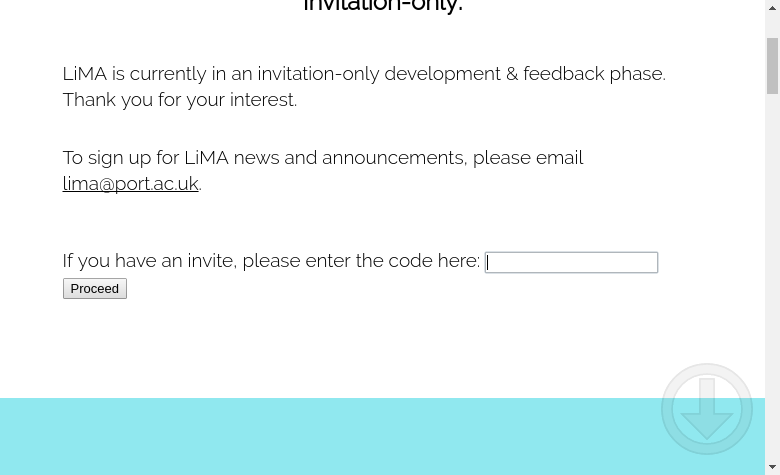 invitation-only.
LiMA is currently in an invitation-only development & feedback phase.
Thank you for your interest.
To sign up for LiMA news and announcements, please email
lima@port.ac.uk.
If you have an invite, please enter the code here:
Proceed